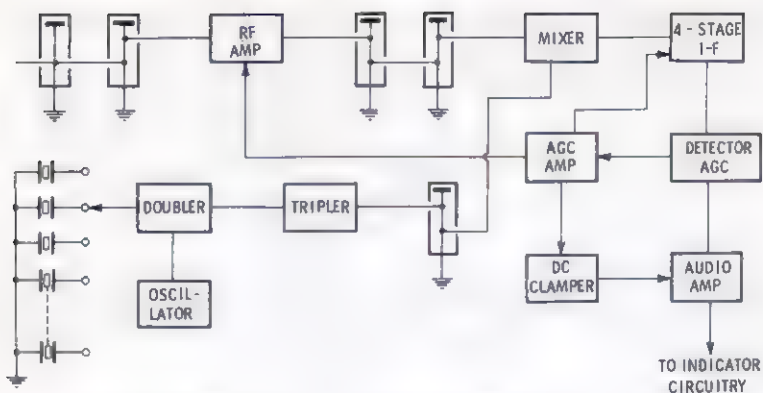 RF
AMP
MIXER
4 - STAGE
I-F
AGC
AMP
DETECTOR
AGC
DOUBLER
TRIPLER
OSCIL-
LATOR
DC
CLAMPER
AUDIO
AMP
TO INDICATOR
CIRCUITRY